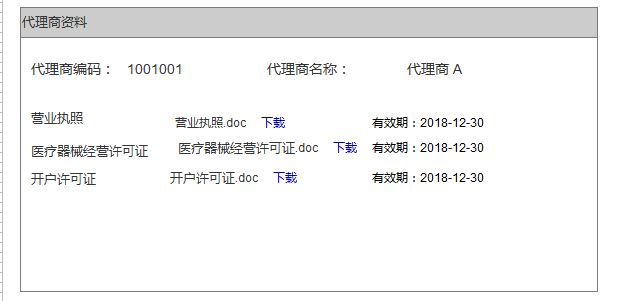 代理商资料
代理商编码： 1001001 代理商名称： 代理商 A
营业执照 营业执照.doc 下载 有效期：2018-12-30
医疗器械经营许可证 医疗器械经营许可证.doc 下载 有效期：2018-12-30
开户许可证 开户许可证.doc 下载 有效期：2018-12-30